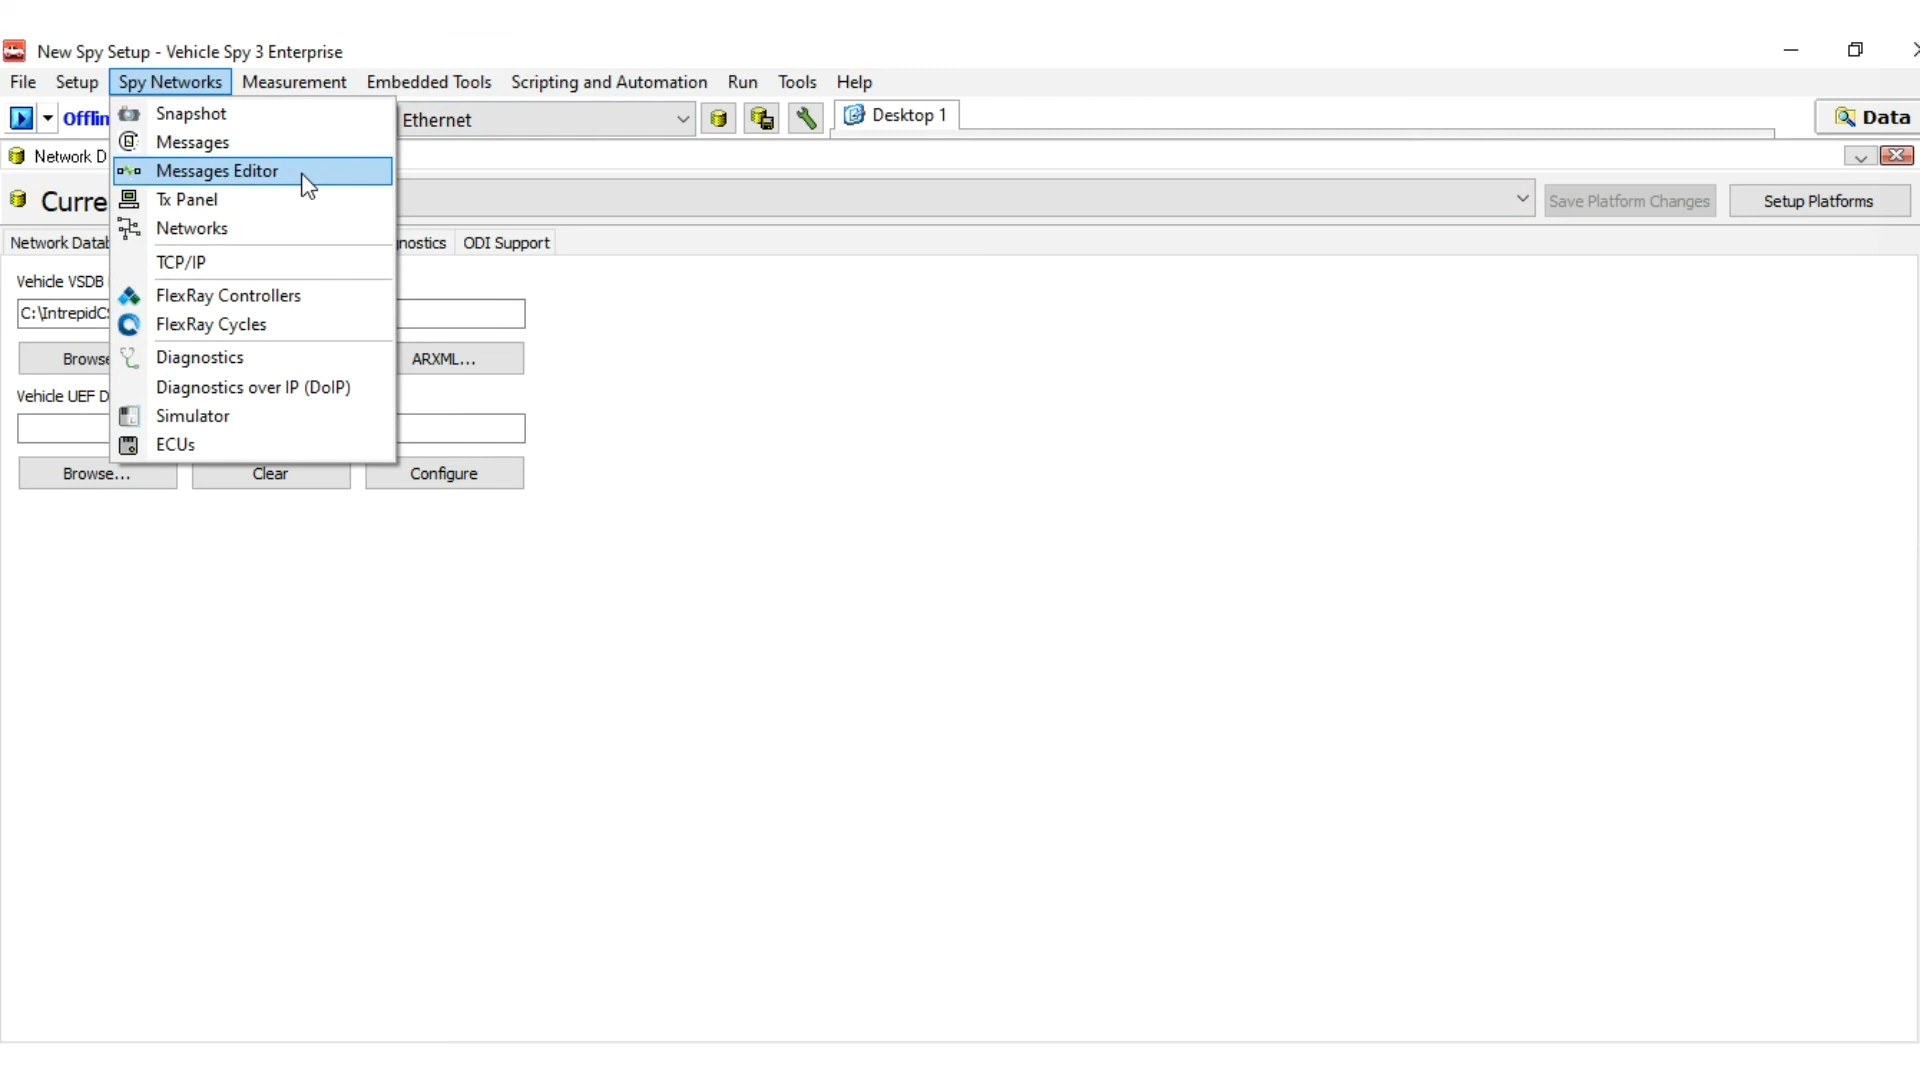 New Spy Setup - Vehicle Spy 3 Enterprise
File Setup Spy Networks Measurement Embedded Tools Scripting and Automation Run Tools Help
Offlin Ethernet Desktop 1 Data
Network D
Curre Save Platform Changes Setup Platforms
Network Datab nostics ODI Support
Vehicle VSDB
C:\IntrepidC
Browse ARXML...
Vehicle UEF D
Browse... Clear Configure
Snapshot
Messages
Messages Editor
Tx Panel
Networks
TCP/IP
FlexRay Controllers
FlexRay Cycles
Diagnostics
Diagnostics over IP (DoIP)
Simulator
ECUs